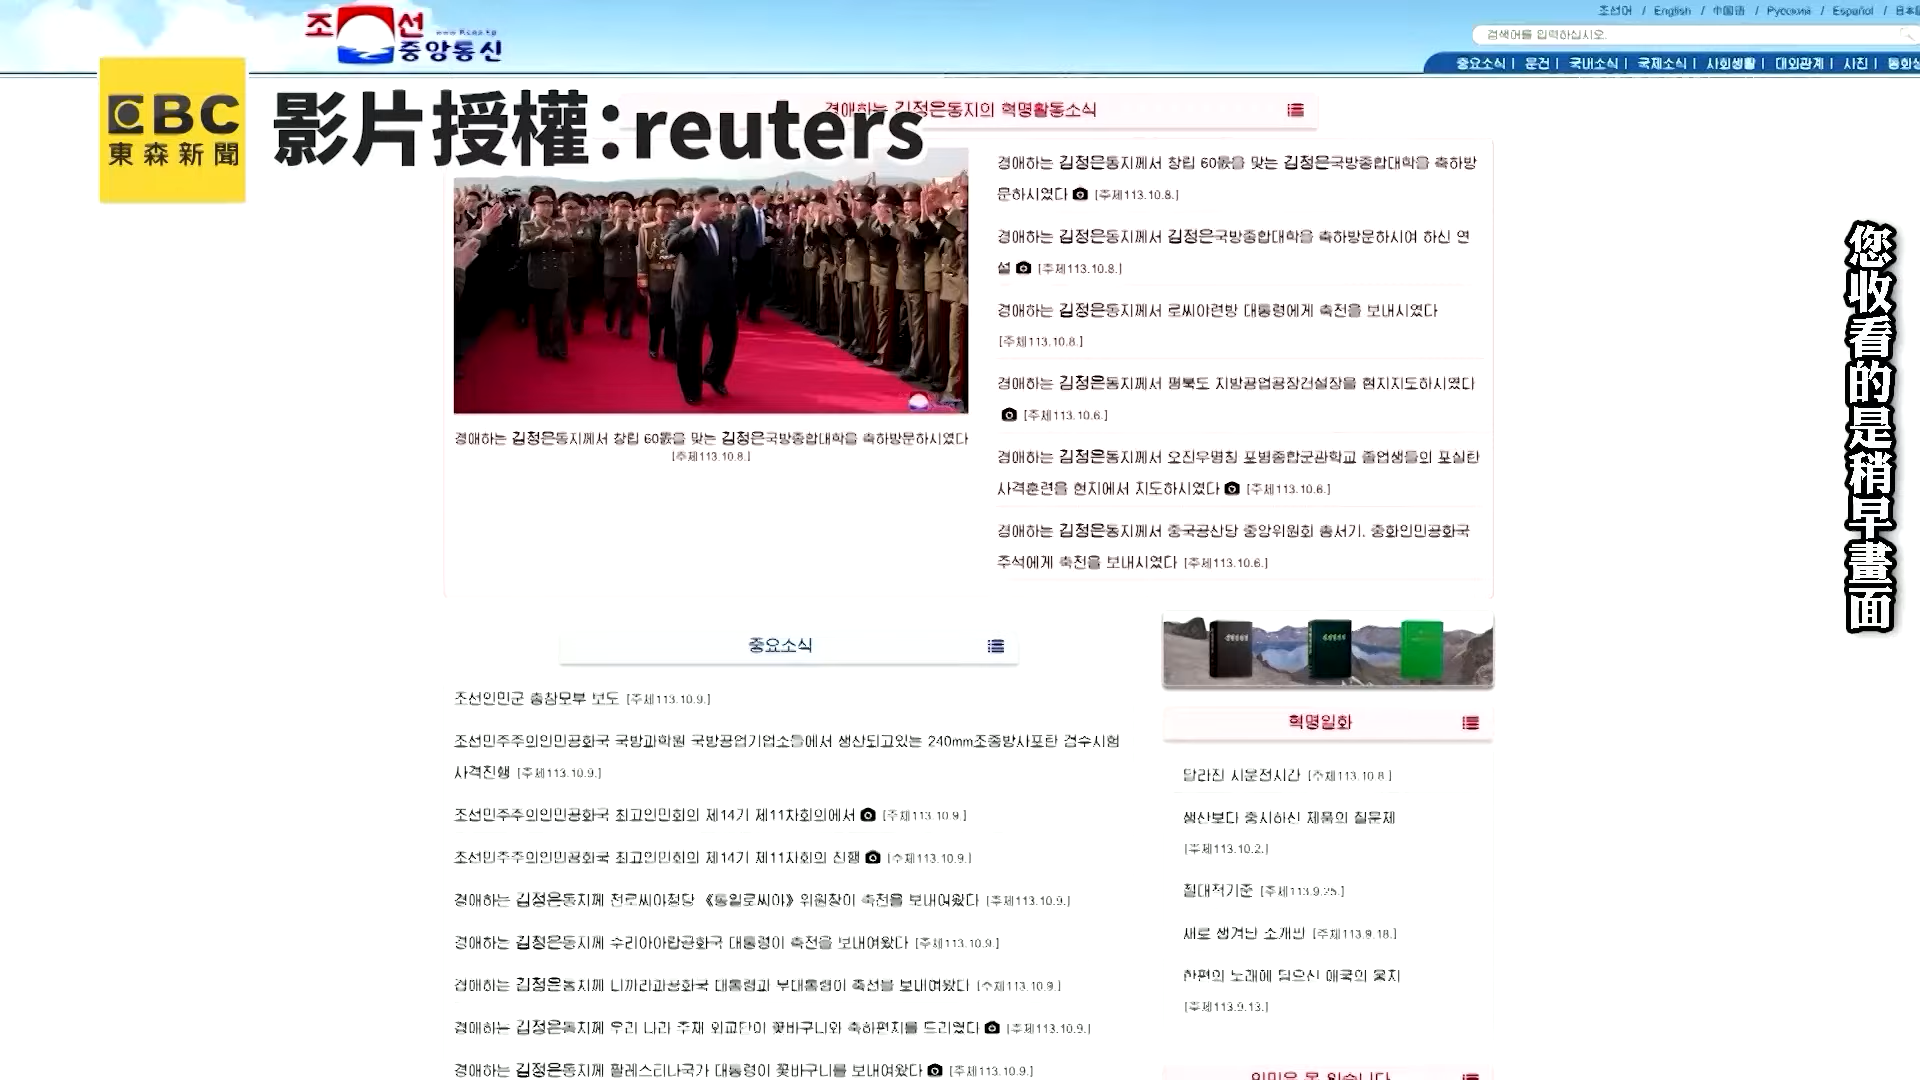 조선
www.kcna.kp
중앙통신
조선어 / English / 中国语 / Русский / Español /
검색어를 입력하십시오.
중요소식 | 문건 | 국내소식 | 국제소식 | 사회생활 | 대외관계 | 사진 |
EBC
東森新聞
影片授權:reuters
경애하는 김정은동지의 혁명활동소식
경애하는 김정은동지께서 창립 60돐을 맞는 김정은국방종합대학을 축하방문하시였다
[주체113.10.8.]
경애하는 김정은동지께서 창립 60돐을 맞는 김정은국방종합대학을 축하방
문하시였다 [주체113.10.8.]
경애하는 김정은동지께서 김정은국방종합대학을 축하방문하시여 하신 연
설 [주체113.10.8.]
경애하는 김정은동지께서 로씨야련방 대통령에게 축전을 보내시였다
[주체113.10.8.]
경애하는 김정은동지께서 평북도 지방공업공장건설장을 현지지도하시였다
[주체113.10.6.]
경애하는 김정은동지께서 오진우명칭 포병종합군관학교 졸업생들의 포실탄
사격훈련을 현지에서 지도하시였다 [주체113.10.6.]
경애하는 김정은동지께서 중국공산당 중앙위원회 총서기, 중화인민공화국
주석에게 축전을 보내시였다 [주체113.10.6.]
您收看的是稍早畫面
중요소식
조선인민군 총참모부 보도 [주체113.10.9.]
조선민주주의인민공화국 국방과학원 국방공업기업소들에서 생산되고있는 240mm조종방사포탄 검수시험
사격진행 [주체113.10.9.]
조선민주주의인민공화국 최고인민회의 제14기 제11차회의에서 [주체113.10.9.]
조선민주주의인민공화국 최고인민회의 제14기 제11차회의 진행 [주체113.10.9.]
경애하는 김정은동지께 전로씨야정당 《통일로씨야》 위원장이 축전을 보내여왔다 [주체113.10.9.]
경애하는 김정은동지께 수리아아랍공화국 대통령이 축전을 보내여왔다 [주체113.10.9.]
경애하는 김정은동지께 니까라과공화국 대통령과 부대통령이 축전을 보내여왔다 [주체113.10.9.]
경애하는 김정은동지께 우리 나라 주재 외교단이 꽃바구니와 축하편지를 드리였다 [주체113.10.9.]
경애하는 김정은동지께 팔레스티나국가 대통령이 꽃바구니를 보내여왔다 [주체113.10.9.]
혁명일화
달라진 시운전시간 [주체113.10.8.]
생산보다 중시하신 제품의 질문제
[주체113.10.2.]
절대적기준 [주체113.9.25.]
새로 생겨난 소개판 [주체113.9.18.]
한편의 노래에 담으신 애국의 뜻
[주체113.9.13.]